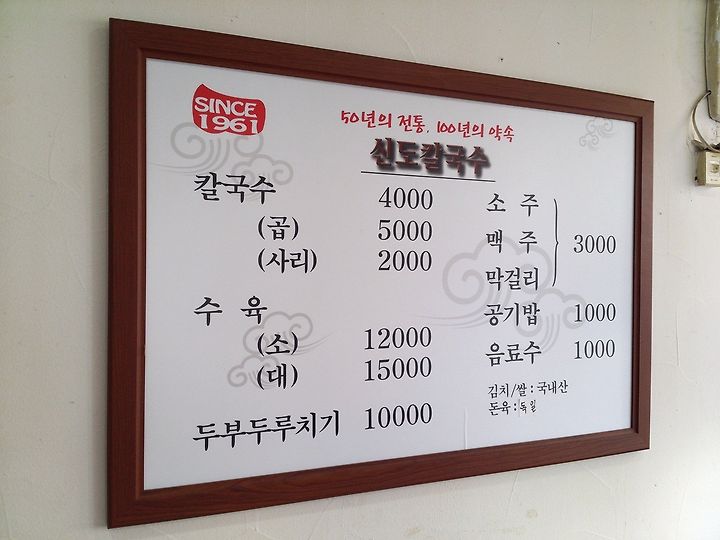 SINCE
1961
50년의 전통, 100년의 약속
신도칼국수
칼국수 4000
(곱) 5000
(사리) 2000
수 육
(소) 12000
(대) 15000
두부두루치기 10000
소 주
맥 주 3000
막걸리
공기밥 1000
음료수 1000
김치/쌀 : 국내산
돈육 : 독일